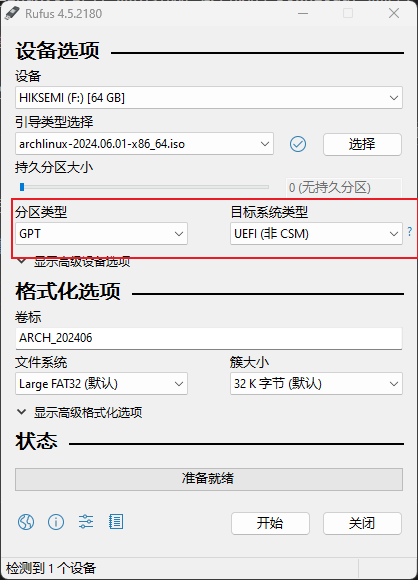 Rufus 4.5.2180
设备选项
设备
HIKSEMI (F:) [64 GB]
引导类型选择
archlinux-2024.06.01-x86_64.iso
选择
持久分区大小
0 (无持久分区)
分区类型
目标系统类型
GPT
UEFI (非 CSM)
?
显示高级设备选项
格式化选项
卷标
ARCH_202406
文件系统
簇大小
Large FAT32 (默认)
32 K 字节 (默认)
显示高级格式化选项
状态
准备就绪
开始
关闭
检测到 1 个设备